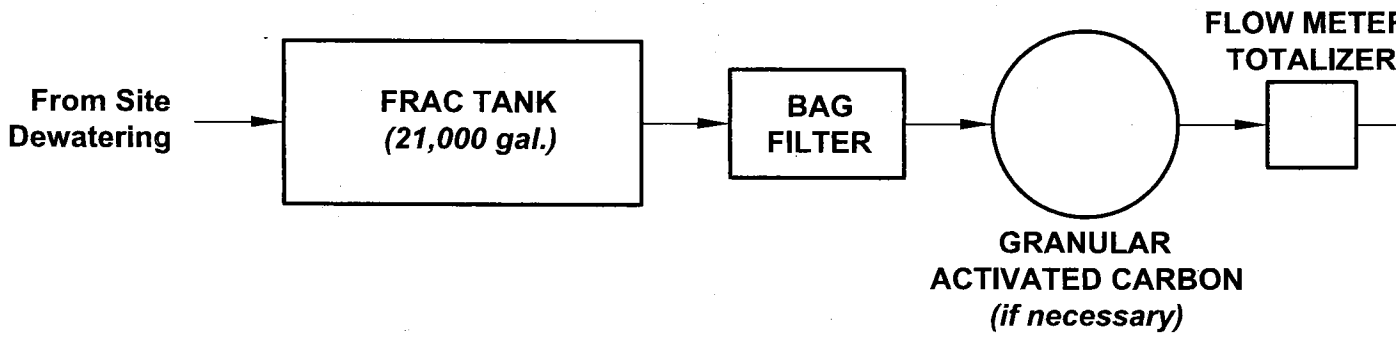 From Site
Dewatering
FRAC TANK
(21,000 gal.)
BAG
FILTER
GRANULAR
ACTIVATED CARBON
(if necessary)
FLOW METER
TOTALIZER